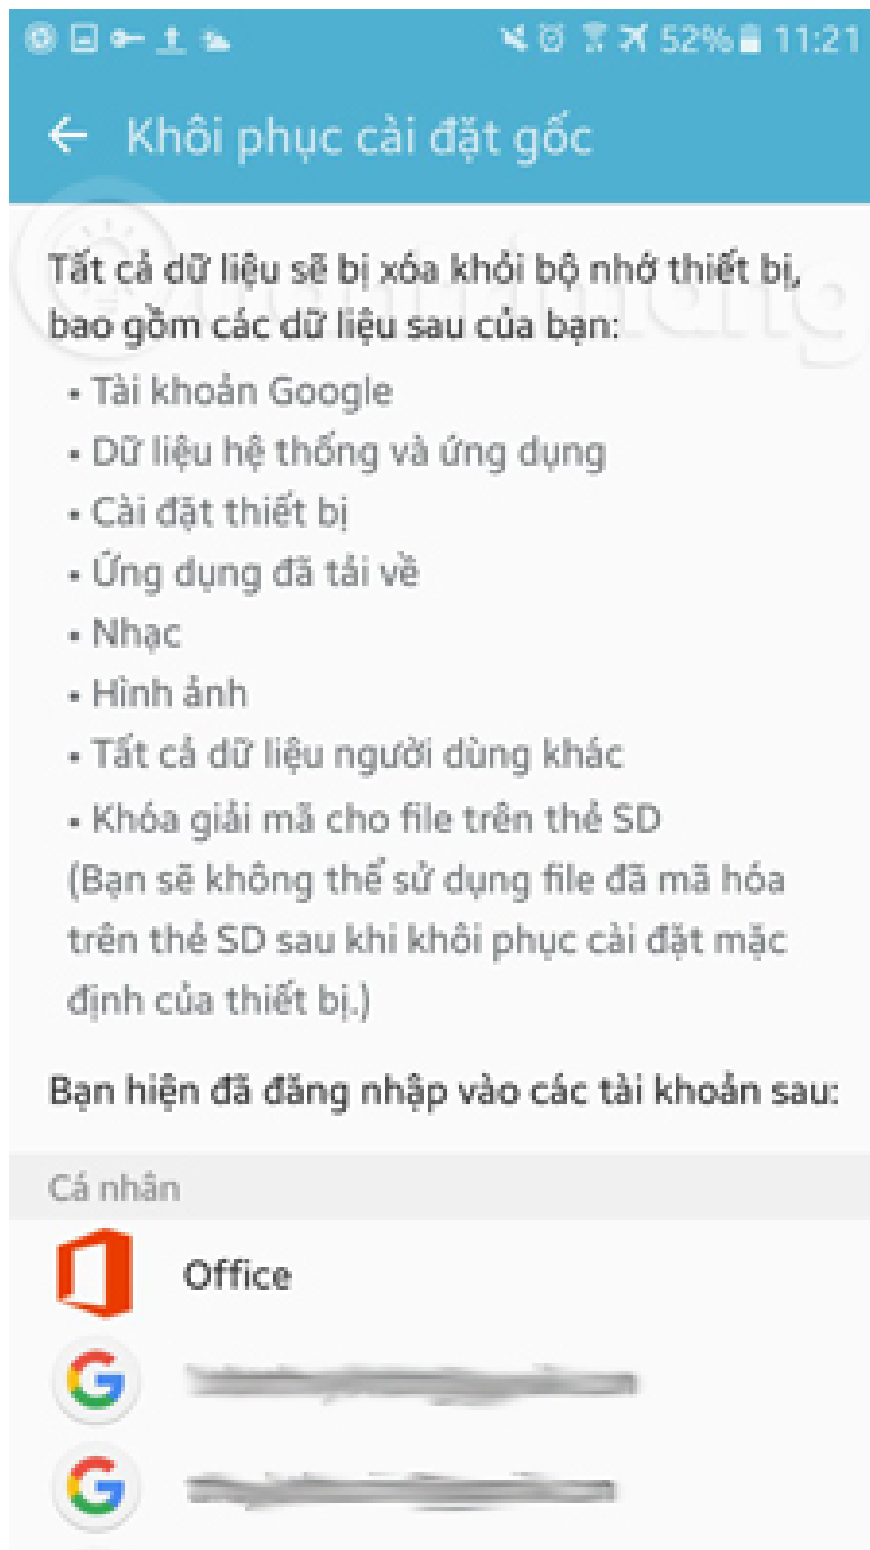 52% 11:21
Khôi phục cài đặt gốc
Tất cả dữ liệu sẽ bị xóa khỏi bộ nhớ thiết bị,
bao gồm các dữ liệu sau của bạn:
• Tài khoản Google
• Dữ liệu hệ thống và ứng dụng
• Cài đặt thiết bị
• Ứng dụng đã tải về
• Nhạc
• Hình ảnh
• Tất cả dữ liệu người dùng khác
• Khóa giải mã cho file trên thẻ SD
(Bạn sẽ không thể sử dụng file đã mã hóa
trên thẻ SD sau khi khôi phục cài đặt mặc
định của thiết bị.)
Bạn hiện đã đăng nhập vào các tài khoản sau:
Cá nhân
Office